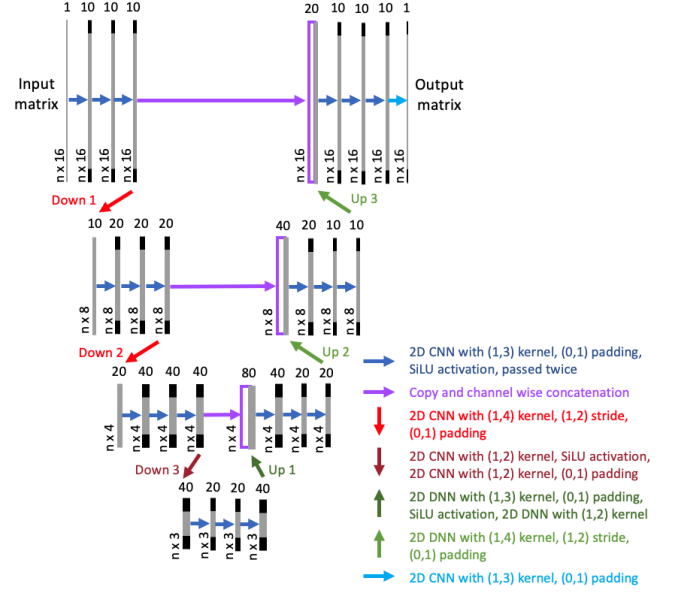 1 10 10 10
20 10 10 10 1
Input
matrix
Output
matrix
n x 16 n x 16 n x 16 n x 16
n x 16 n x 16 n x 16 n x 16 n x 16
Down 1
Up 3
10 20 20 20
40 20 10 10
n x 8 n x 8 n x 8 n x 8
n x 8 n x 8 n x 8 n x 8
Down 2
Up 2
20 40 40 40
80 40 20 20
n x 4 n x 4 n x 4 n x 4
n x 4 n x 4 n x 4 n x 4
Down 3
Up 1
40 20 20 40
n x 3 n x 3 n x 3 n x 3
2D CNN with (1,3) kernel, (0,1) padding,
SiLU activation, passed twice
Copy and channel wise concatenation
2D CNN with (1,4) kernel, (1,2) stride,
(0,1) padding
2D CNN with (1,2) kernel, SiLU activation,
2D CNN with (1,2) kernel, (0,1) padding
2D DNN with (1,3) kernel, (0,1) padding,
SiLU activation, 2D DNN with (1,2) kernel
2D DNN with (1,4) kernel, (1,2) stride,
(0,1) padding
2D CNN with (1,3) kernel, (0,1) padding